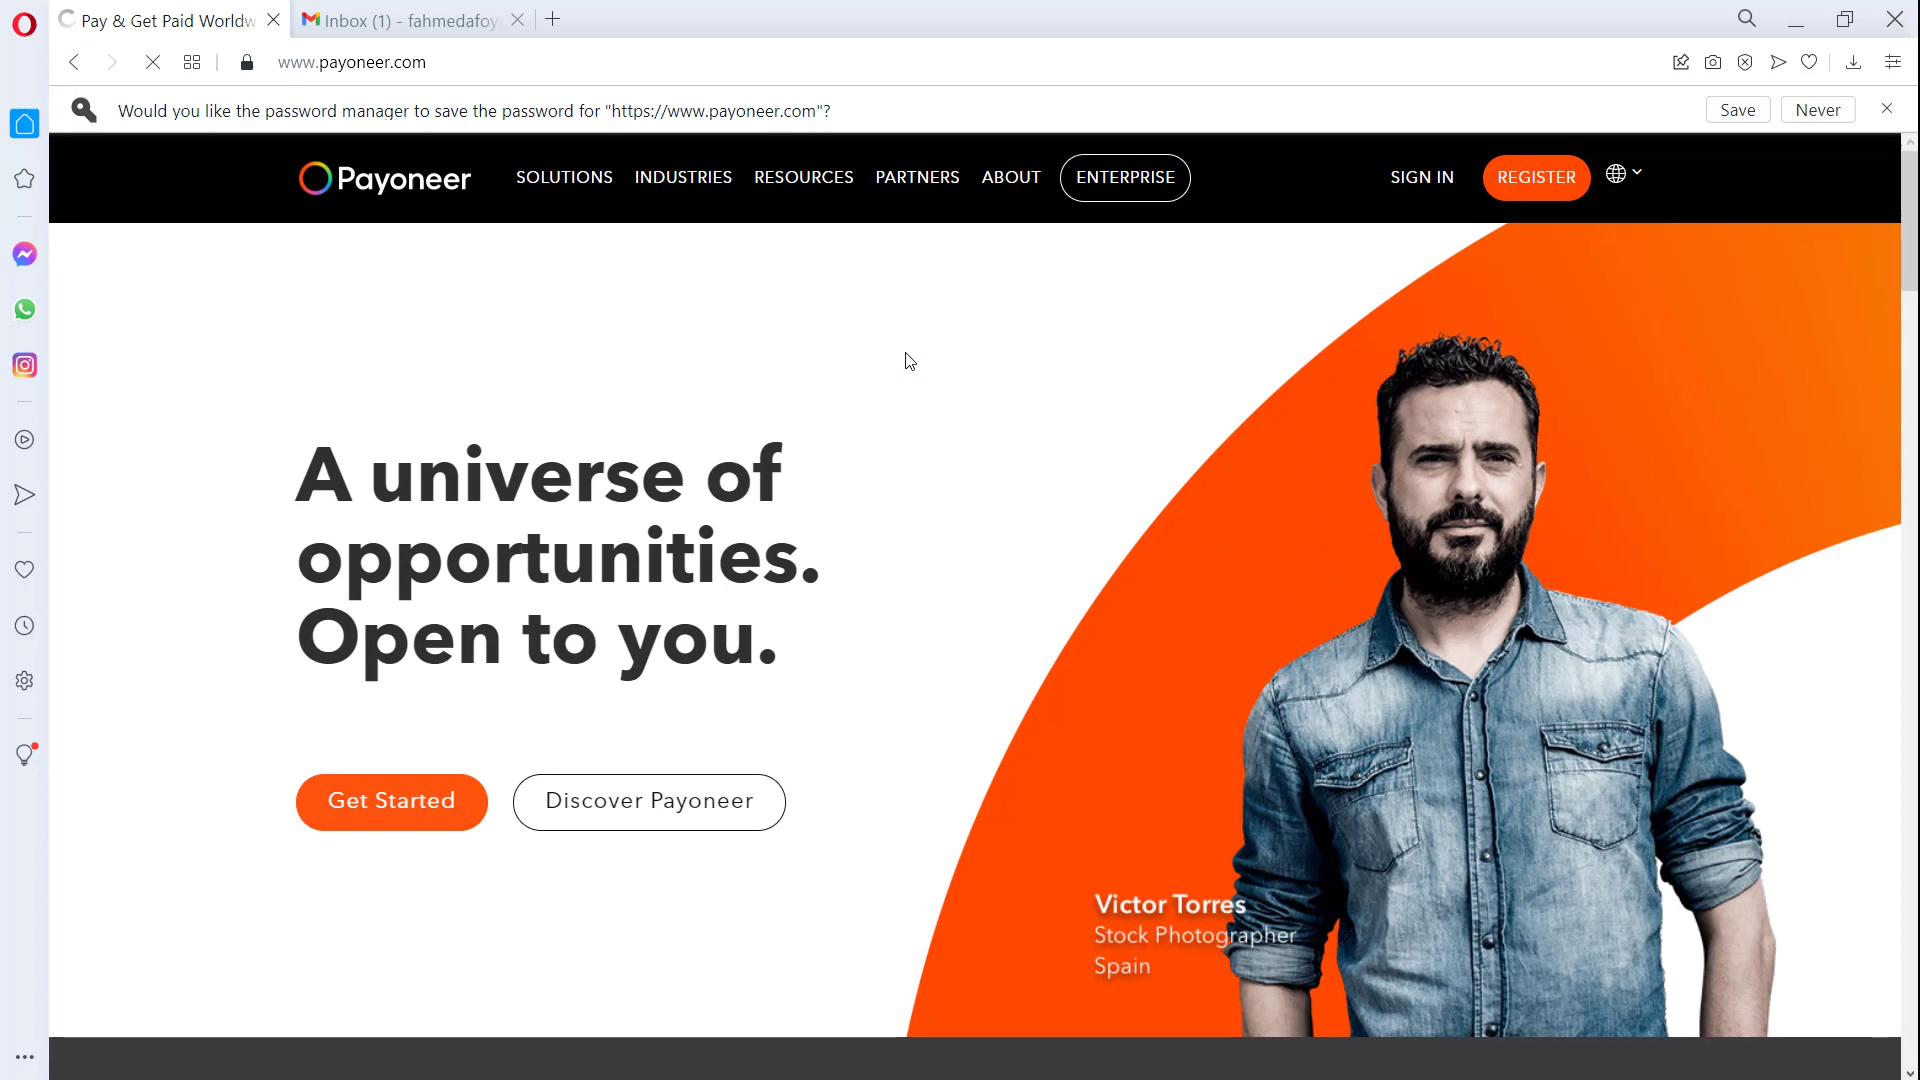 Pay & Get Paid Worldw
Inbox (1) - fahmedafoy
www.payoneer.com
Would you like the password manager to save the password for "https://www.payoneer.com"?
Save
Never
Payoneer
SOLUTIONS
INDUSTRIES
RESOURCES
PARTNERS
ABOUT
ENTERPRISE
SIGN IN
REGISTER
A universe of
opportunities.
Open to you.
Get Started
Discover Payoneer
Victor Torres
Stock Photographer
Spain